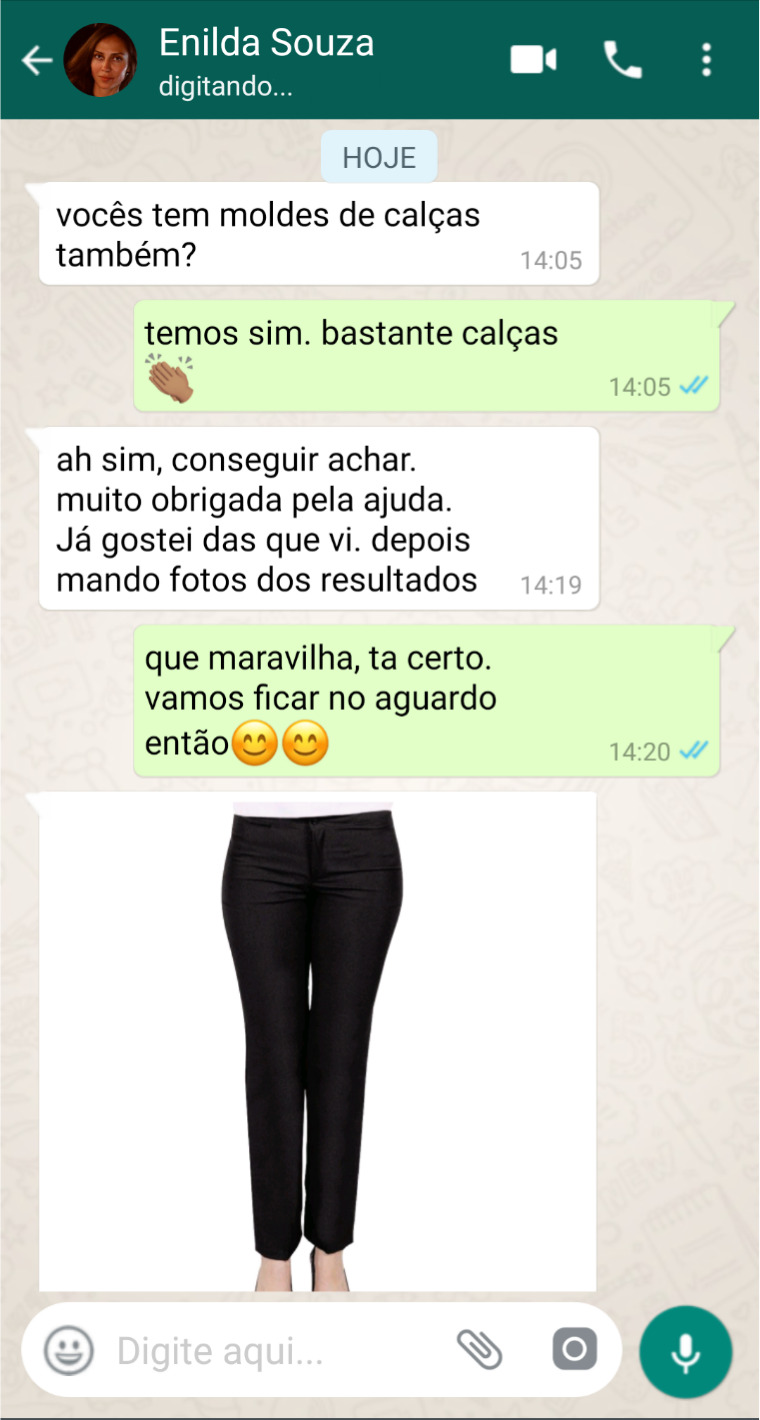 Enilda Souza
digitando...
HOJE
vocês tem moldes de calças
também?
14:05
temos sim. bastante calças
👏🏽
14:05
ah sim, conseguir achar.
muito obrigada pela ajuda.
Já gostei das que vi. depois
mando fotos dos resultados
14:19
que maravilha, ta certo.
vamos ficar no aguardo
então😊😊
14:20
Digite aqui...